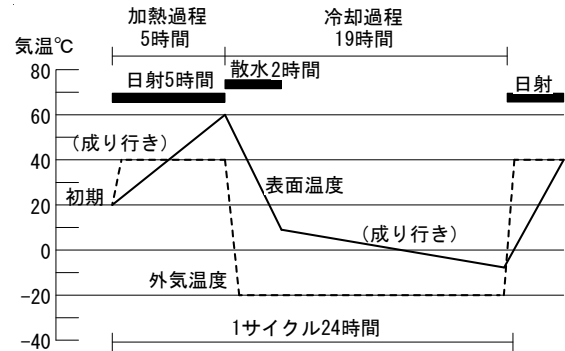 加熱過程
5時間
冷却過程
19時間
気温℃
日射5時間
散水2時間
日射
80
60
40
20
0
−20
−40
(成り行き)
初期
表面温度
(成り行き)
外気温度
1サイクル24時間